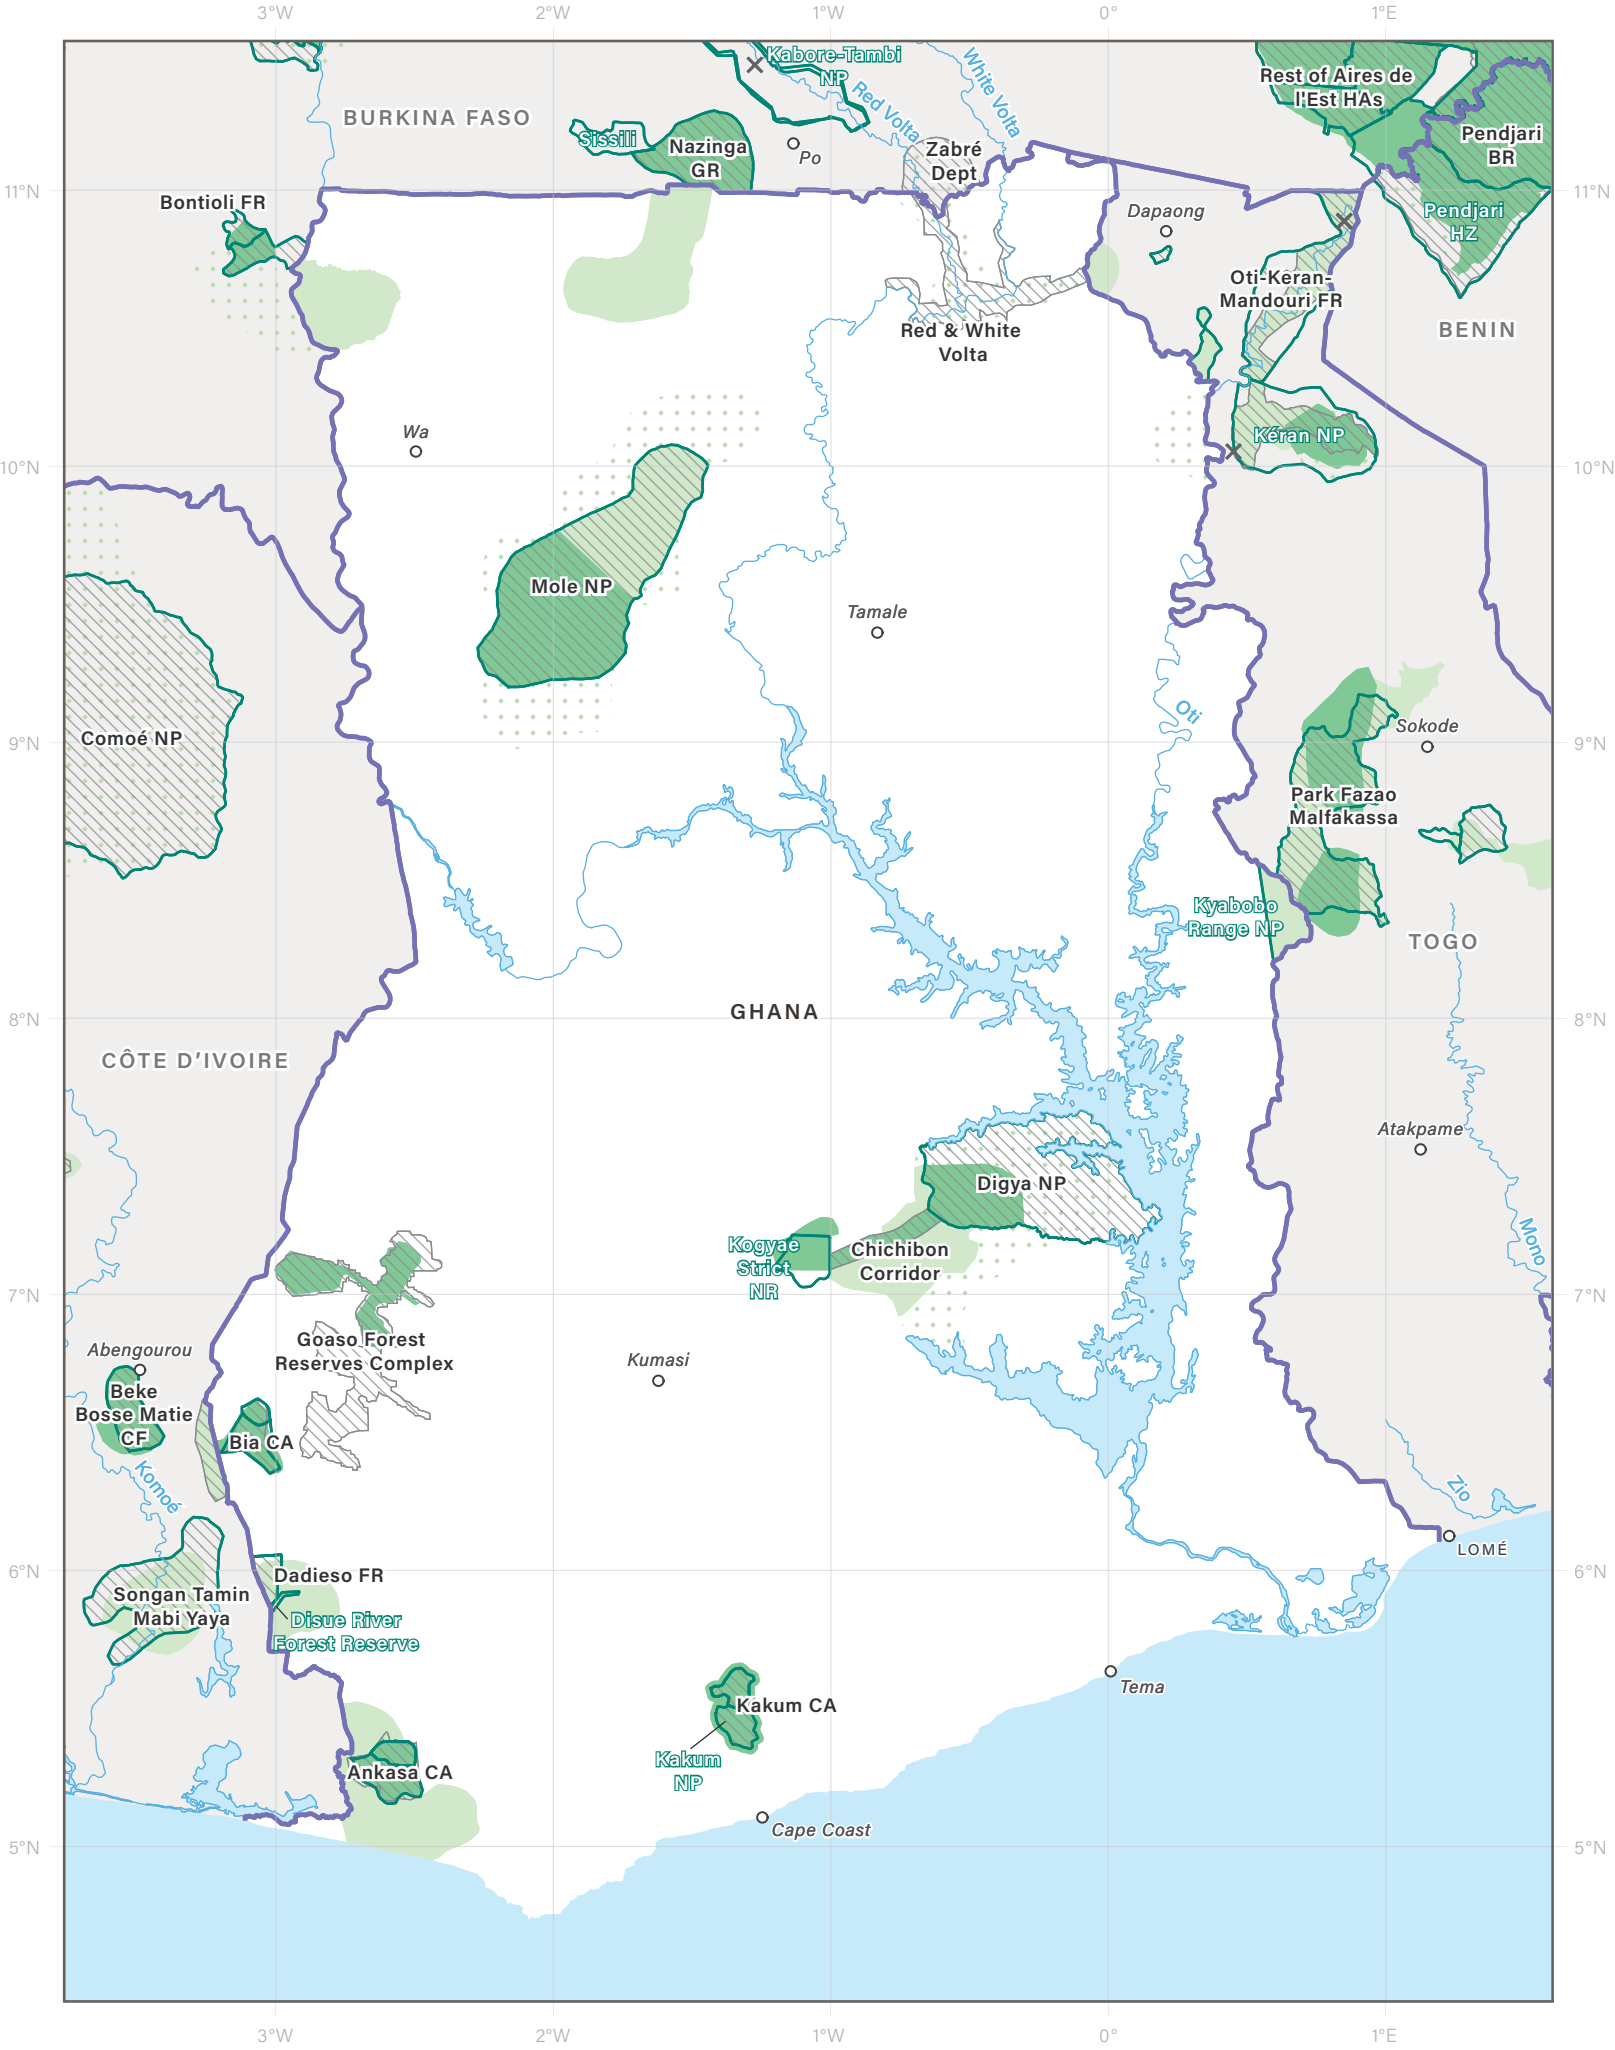 3°W
2°W
1°W
0°
1°E
Kabore-Tambi
NP
White Volta
Rest of Aires de
l'Est HAs
BURKINA FASO
Red Volta
Sissili
Nazinga
GR
Po
Zabré
Dept
Pendjari
BR
11°N
11°N
Bontioli FR
Dapaong
Pendjari
HZ
Oti-Kéran-
Mandouri FR
Red & White
Volta
BENIN
Wa
Kéran NP
10°N
10°N
Mole NP
Tamale
Oti
Sokode
Comoé NP
9°N
9°N
Park Fazao
Malfakassa
Kyabobo
Range NP
TOGO
GHANA
8°N
8°N
CÔTE D'IVOIRE
Atakpame
Digya NP
Mono
Kogyae
Strict
NR
Chichibon
Corridor
7°N
7°N
Goaso Forest
Reserves Complex
Abengourou
Kumasi
Beke
Bosse Matie
CF
Bia CA
Komoé
Zio
LOMÉ
6°N
6°N
Dadieso FR
Songan Tamin
Mabi Yaya
Disue River
Forest Reserve
Tema
Kakum CA
Kakum
NP
Ankasa CA
Cape Coast
5°N
5°N
3°W
2°W
1°W
0°
1°E